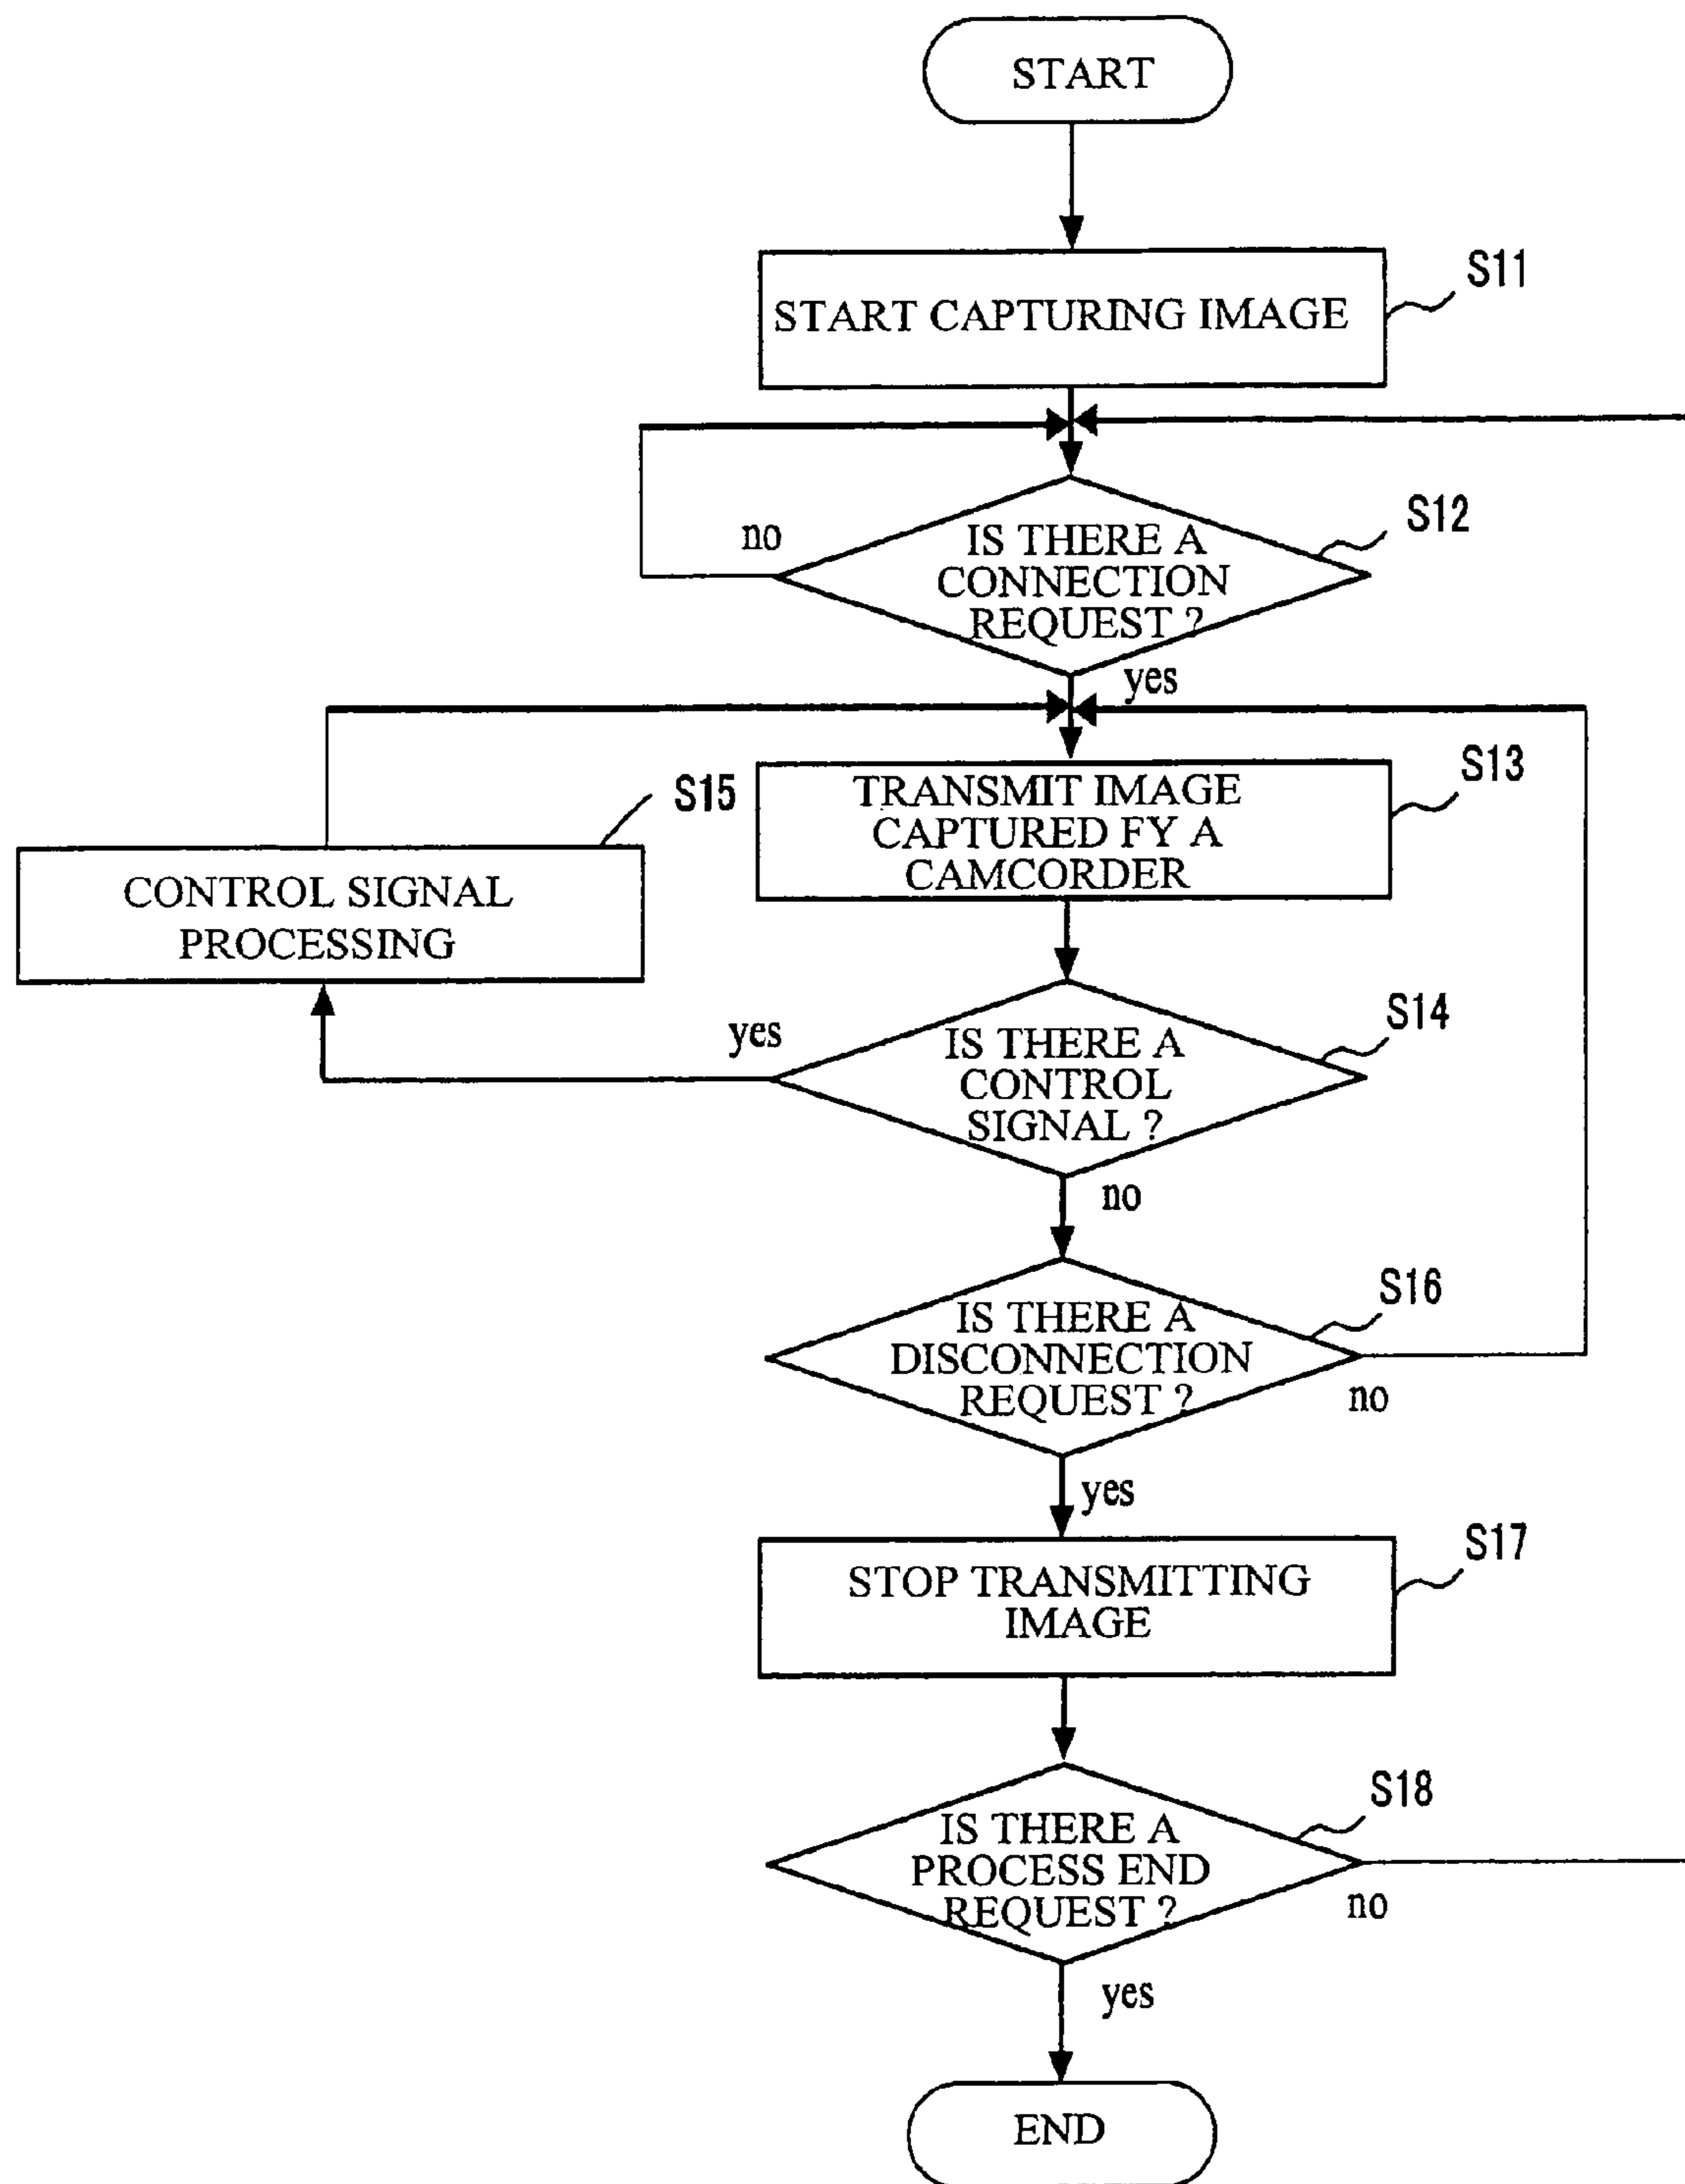 START
START CAPTURING IMAGE
S11
no
IS THERE A
CONNECTION
REQUEST ?
S12
yes
TRANSMIT IMAGE
CAPTURED FY A
CAMCORDER
S13
S15
CONTROL SIGNAL
PROCESSING
yes
IS THERE A
CONTROL
SIGNAL ?
S14
no
IS THERE A
DISCONNECTION
REQUEST ?
S16
no
yes
STOP TRANSMITTING
IMAGE
S17
IS THERE A
PROCESS END
REQUEST ?
S18
no
yes
END